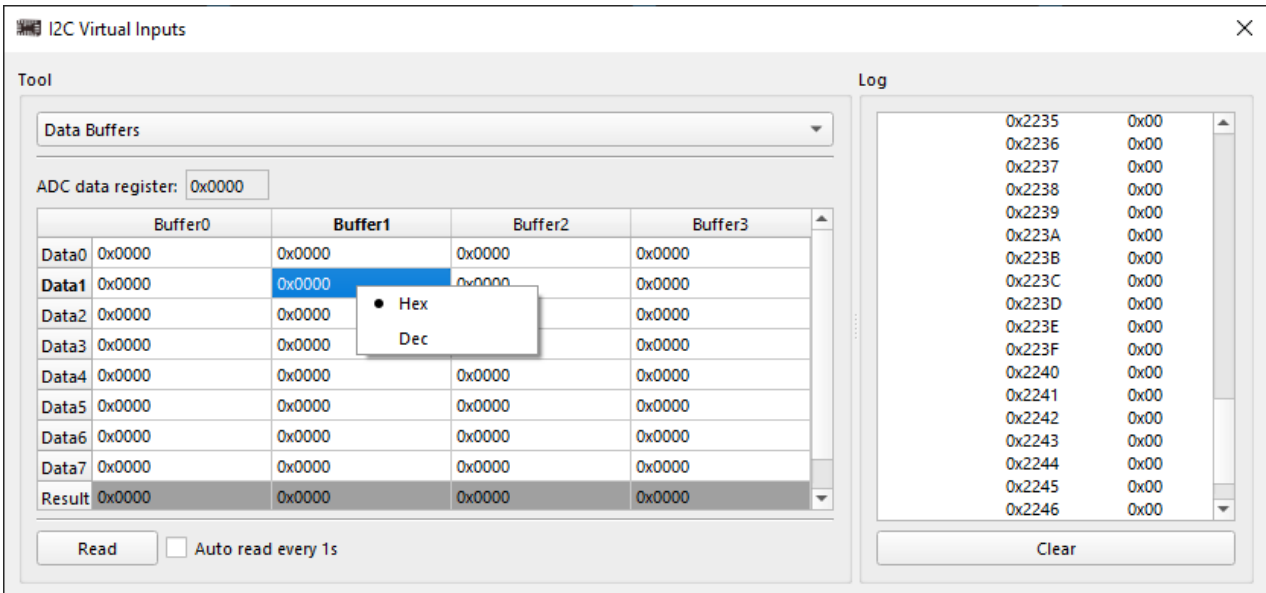 I2C Virtual Inputs
Tool
Data Buffers
ADC data register: 0x0000
Buffer0 Buffer1 Buffer2 Buffer3
Data0 0x0000 0x0000 0x0000 0x0000
Data1 0x0000 0x0000 0x0000 0x0000
Data2 0x0000 0x0000 0x0000
Data3 0x0000 0x0000 0x0000
Data4 0x0000 0x0000 0x0000 0x0000
Data5 0x0000 0x0000 0x0000 0x0000
Data6 0x0000 0x0000 0x0000 0x0000
Data7 0x0000 0x0000 0x0000 0x0000
Result 0x0000 0x0000 0x0000 0x0000
Hex
Dec
Read Auto read every 1s
Log
0x2235 0x00
0x2236 0x00
0x2237 0x00
0x2238 0x00
0x2239 0x00
0x223A 0x00
0x223B 0x00
0x223C 0x00
0x223D 0x00
0x223E 0x00
0x223F 0x00
0x2240 0x00
0x2241 0x00
0x2242 0x00
0x2243 0x00
0x2244 0x00
0x2245 0x00
0x2246 0x00
Clear